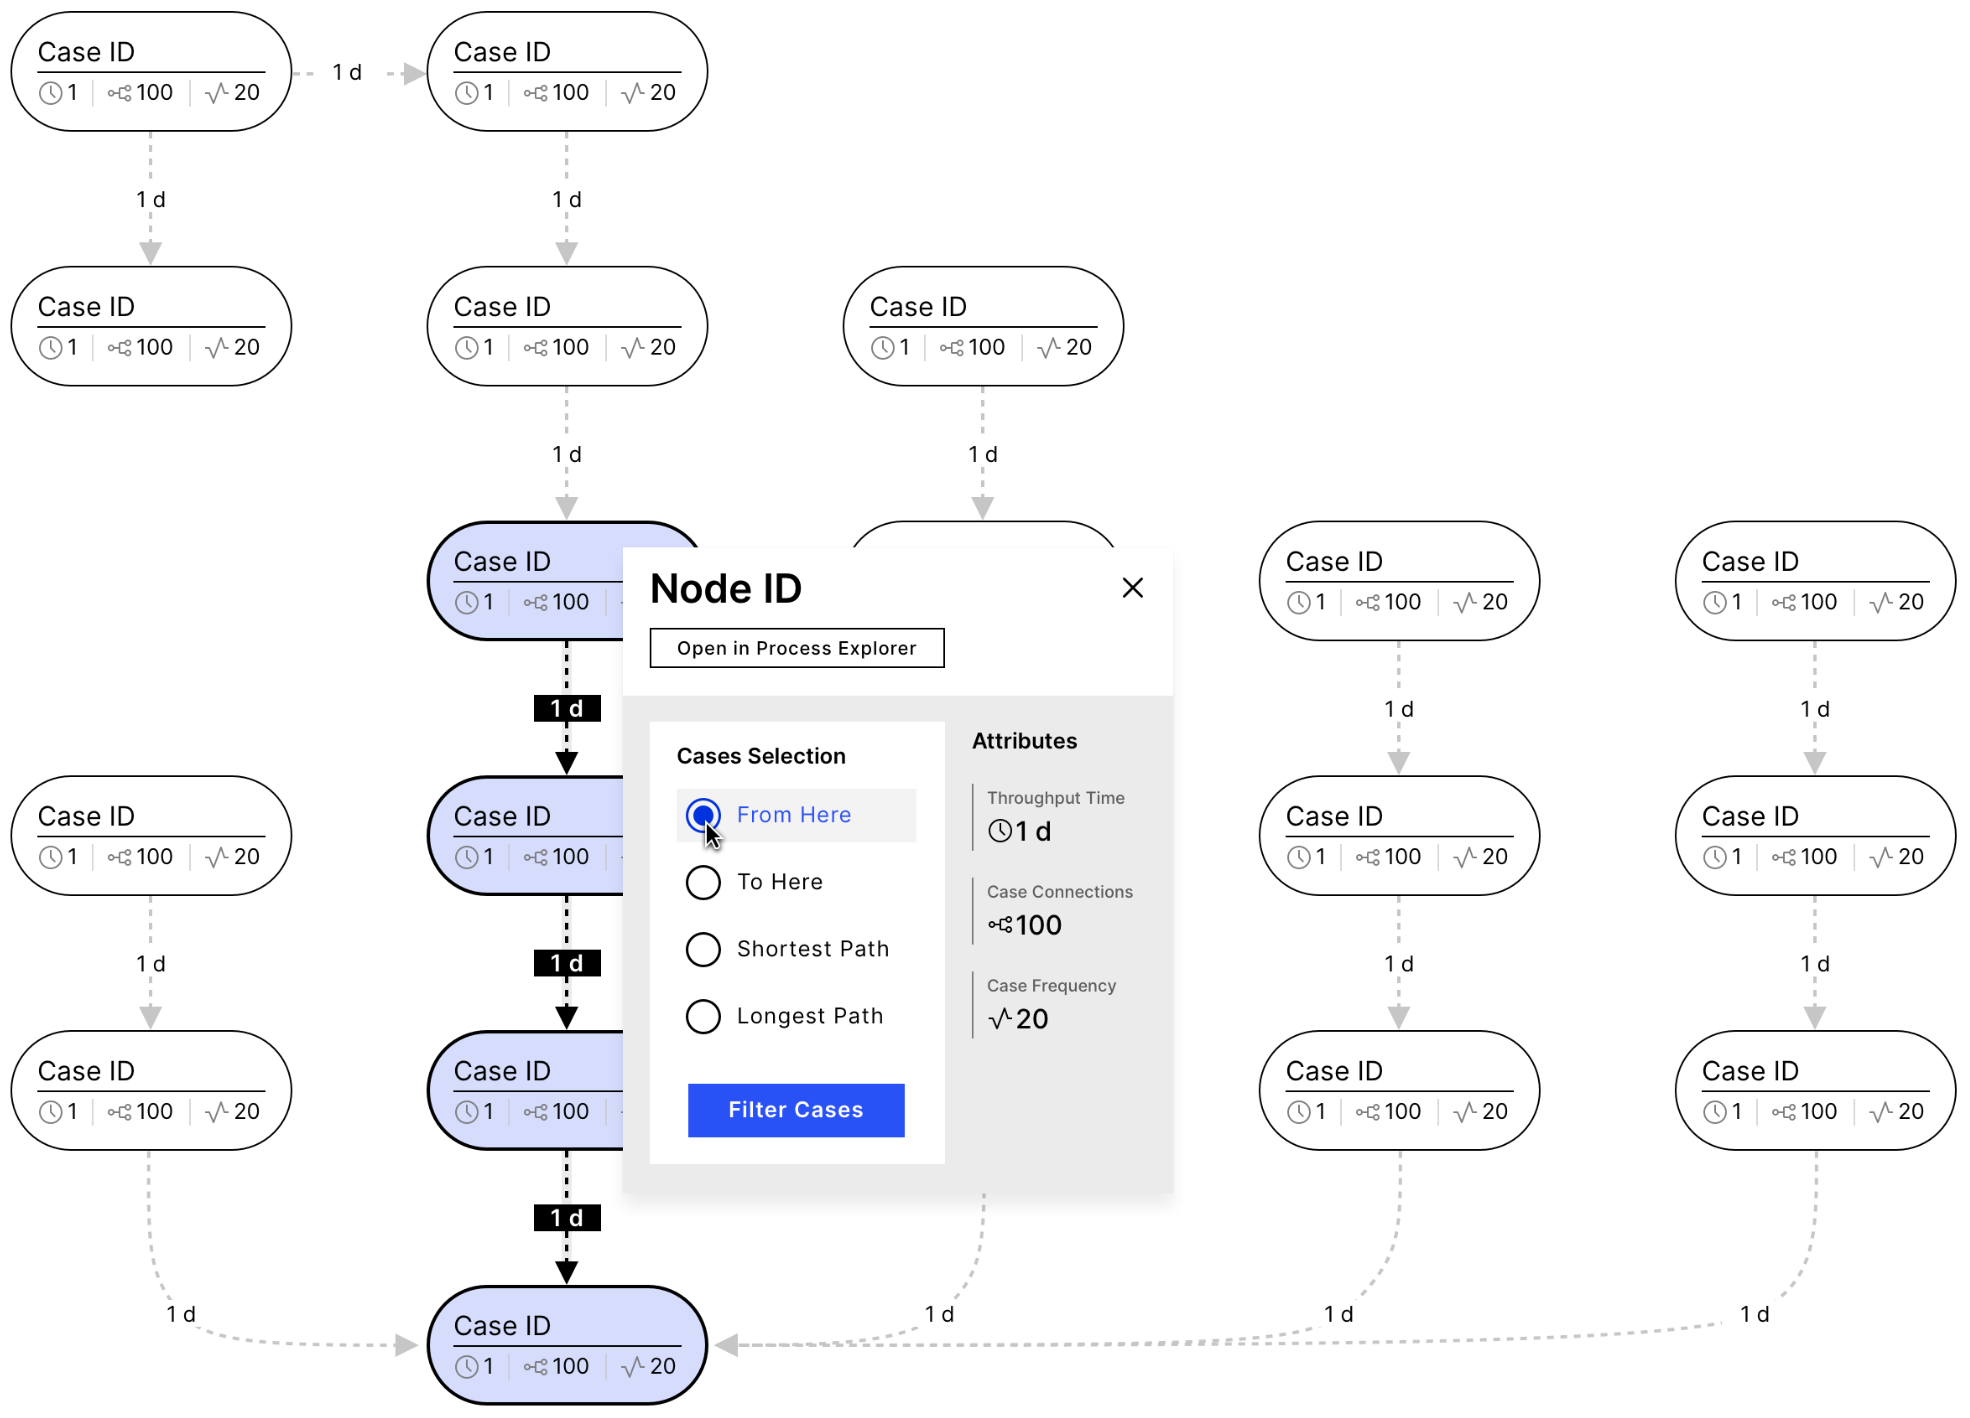 Case ID
1 100 20
1 d
Case ID
1 100 20
1 d
1 d
Case ID
1 100 20
Case ID
1 100 20
Case ID
1 100 20
1 d
1 d
Case ID
1 100
Case ID
1 100 20
Case ID
1 100 20
1 d
1 d
1 d
Case ID
1 100 20
Case ID
1 100
Case ID
1 100 20
Case ID
1 100 20
1 d
1 d
1 d
1 d
Case ID
1 100 20
Case ID
1 100
Case ID
1 100 20
Case ID
1 100 20
1 d
1 d
1 d
1 d
1 d
Case ID
1 100 20
Node ID
Open in Process Explorer
Cases Selection
From Here
To Here
Shortest Path
Longest Path
Filter Cases
Attributes
Throughput Time
1 d
Case Connections
100
Case Frequency
20